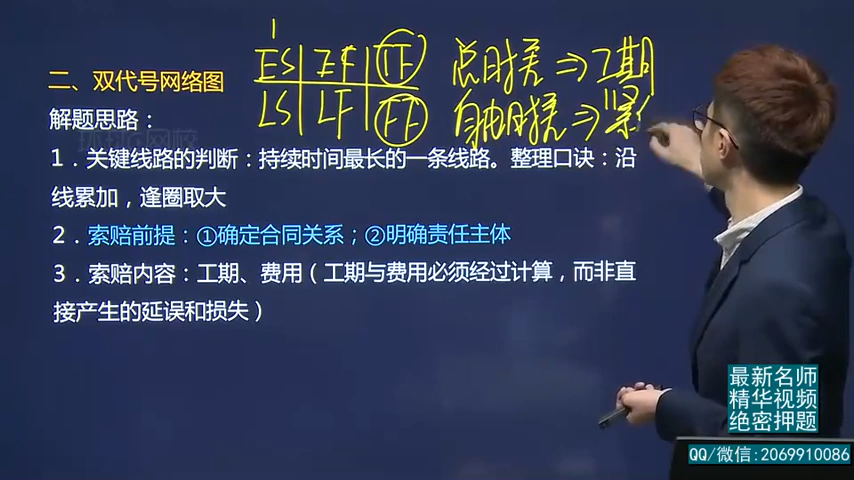 ES EF TF 总时差⇒工期
LS LF FF 自由时差⇒紧
二、双代号网络图
解题思路：
1．关键线路的判断：持续时间最长的一条线路。整理口诀：沿
线累加，逢圈取大
2．索赔前提：①确定合同关系；②明确责任主体
3．索赔内容：工期、费用（工期与费用必须经过计算，而非直
接产生的延误和损失）
最新名师
精华视频
绝密押题
QQ/微信:2069910086